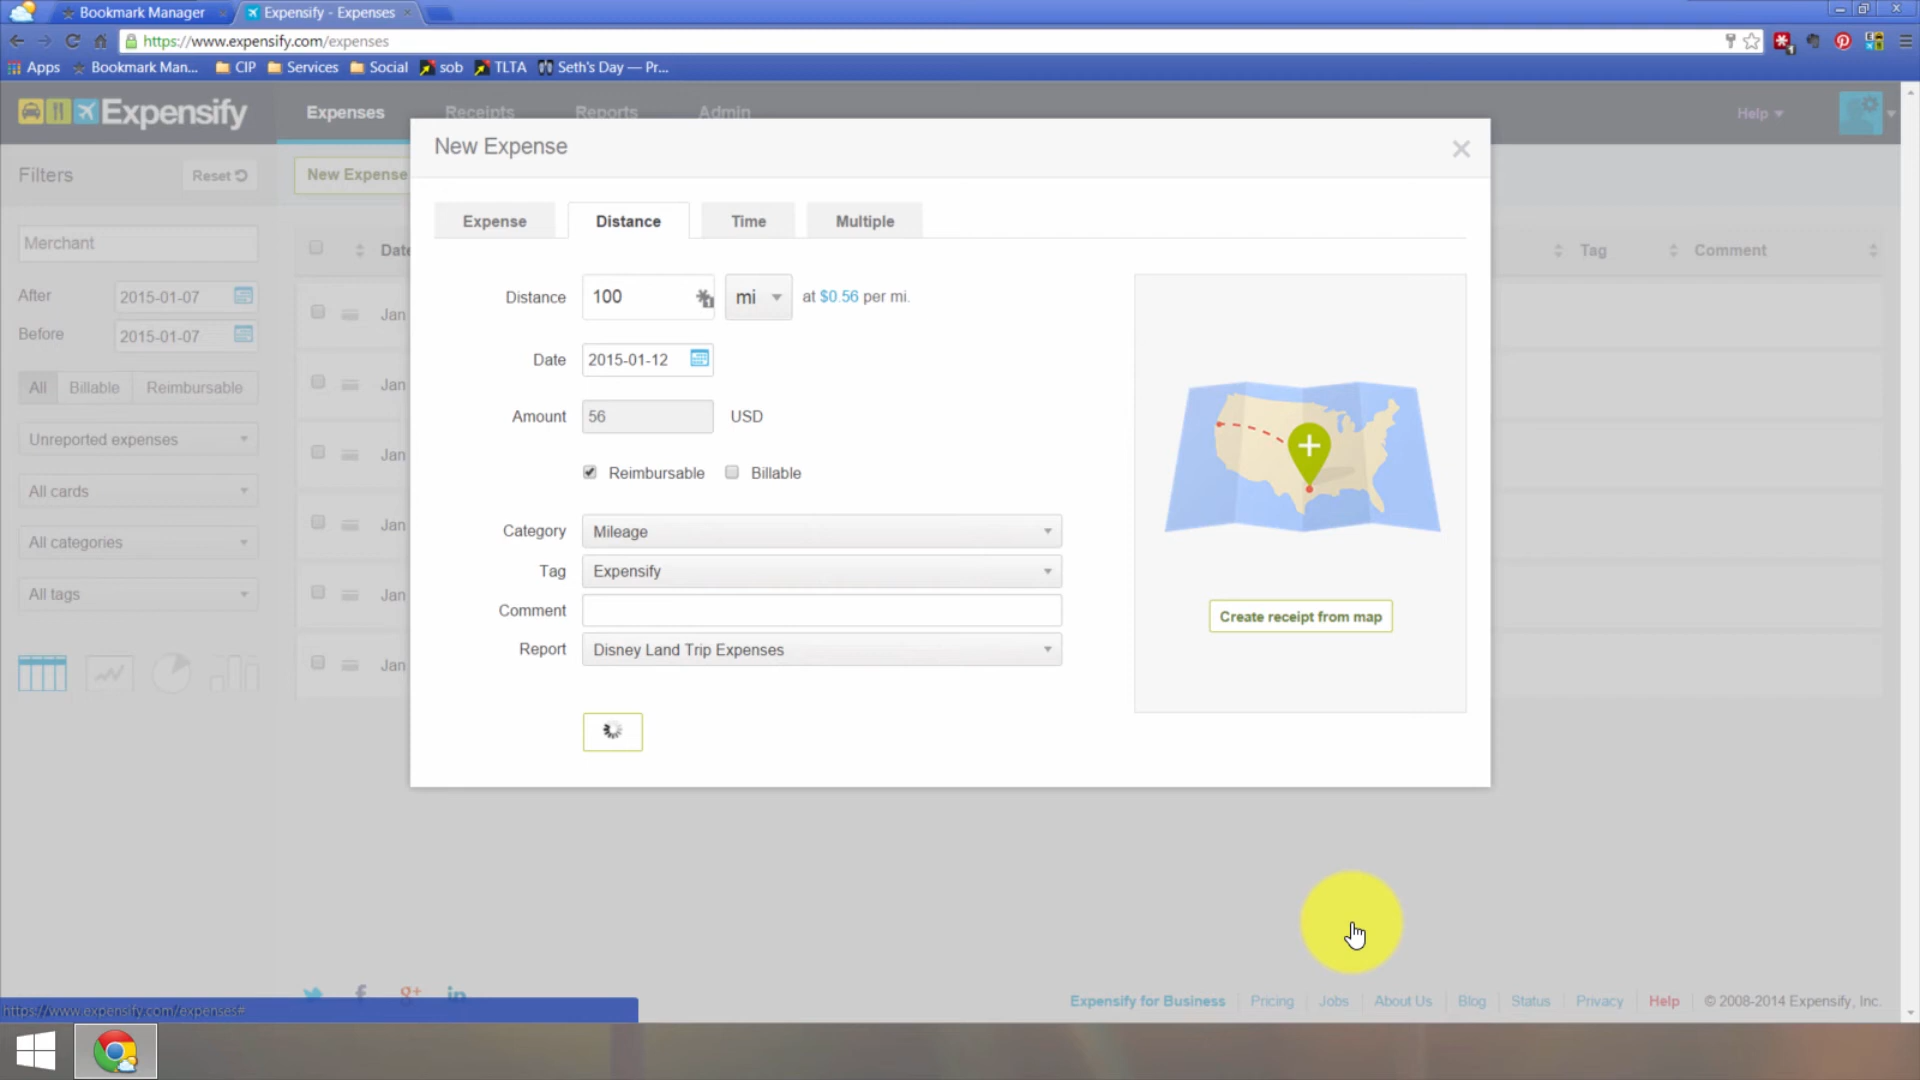 Bookmark Manager
Expensify - Expenses
https://www.expensify.com/expenses
Apps Bookmark Man... CIP Services Social sob TLTA Seth's Day — Pr...
Expensify Expenses Receipts Reports Admin Help
New Expense
Filters Reset New Expense
Expense Distance Time Multiple
Merchant
Date Tag Comment
After 2015-01-07
Before 2015-01-07
Distance 100 mi at $0.56 per mi.
Jan
Date 2015-01-12
All Billable Reimbursable
Jan
Amount 56 USD
Unreported expenses
Jan
Reimbursable Billable
All cards
Category Mileage
Jan
All categories
Tag Expensify
Jan
All tags
Comment
Create receipt from map
Report Disney Land Trip Expenses
Jan
https://www.expensify.com/expenses#
Expensify for Business Pricing Jobs About Us Blog Status Privacy Help © 2008-2014 Expensify, Inc.